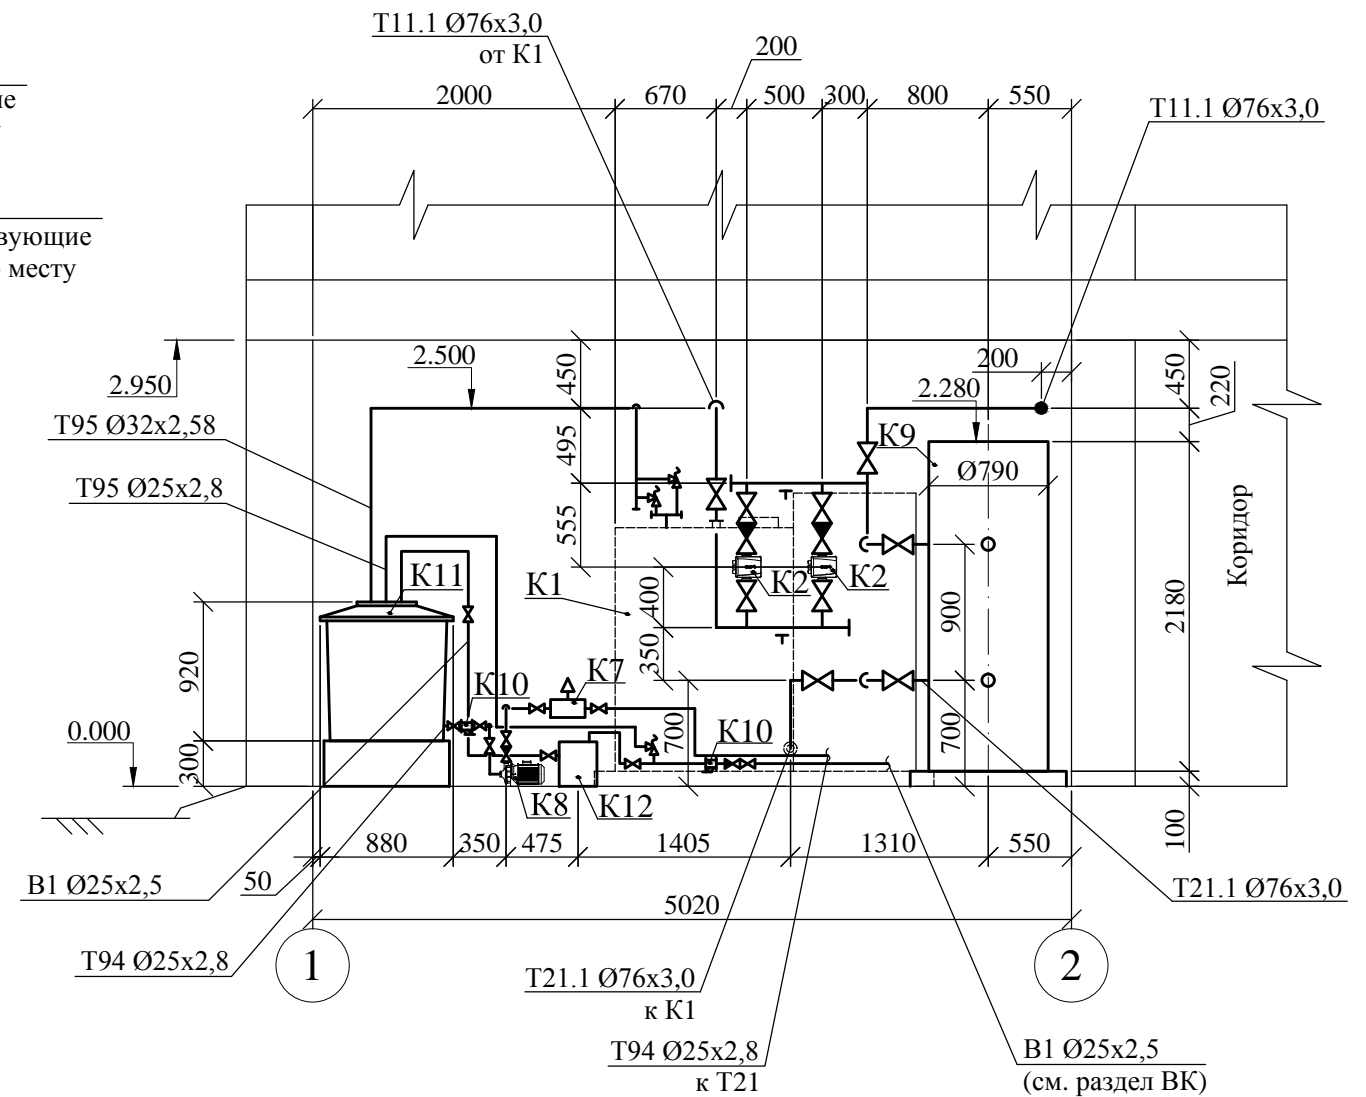 Т11.1 Ø76х3,0
от К1
200
2000
670
500
300
800
550
Т11.1 Ø76х3,0
вующие
месту
2.950
2.500
450
200
2.280
450
220
Т95 Ø32х2,58
495
К9
Ø790
Т95 Ø25х2,8
555
К11
К1
К2
К2
400
900
2180
Коридор
920
350
К10
К7
0.000
300
700
К10
700
К8
К12
100
880
350
475
1405
1310
550
В1 Ø25х2,5
50
5020
Т21.1 Ø76х3,0
1
2
Т94 Ø25х2,8
Т21.1 Ø76х3,0
к К1
Т94 Ø25х2,8
к Т21
В1 Ø25х2,5
(см. раздел ВК)